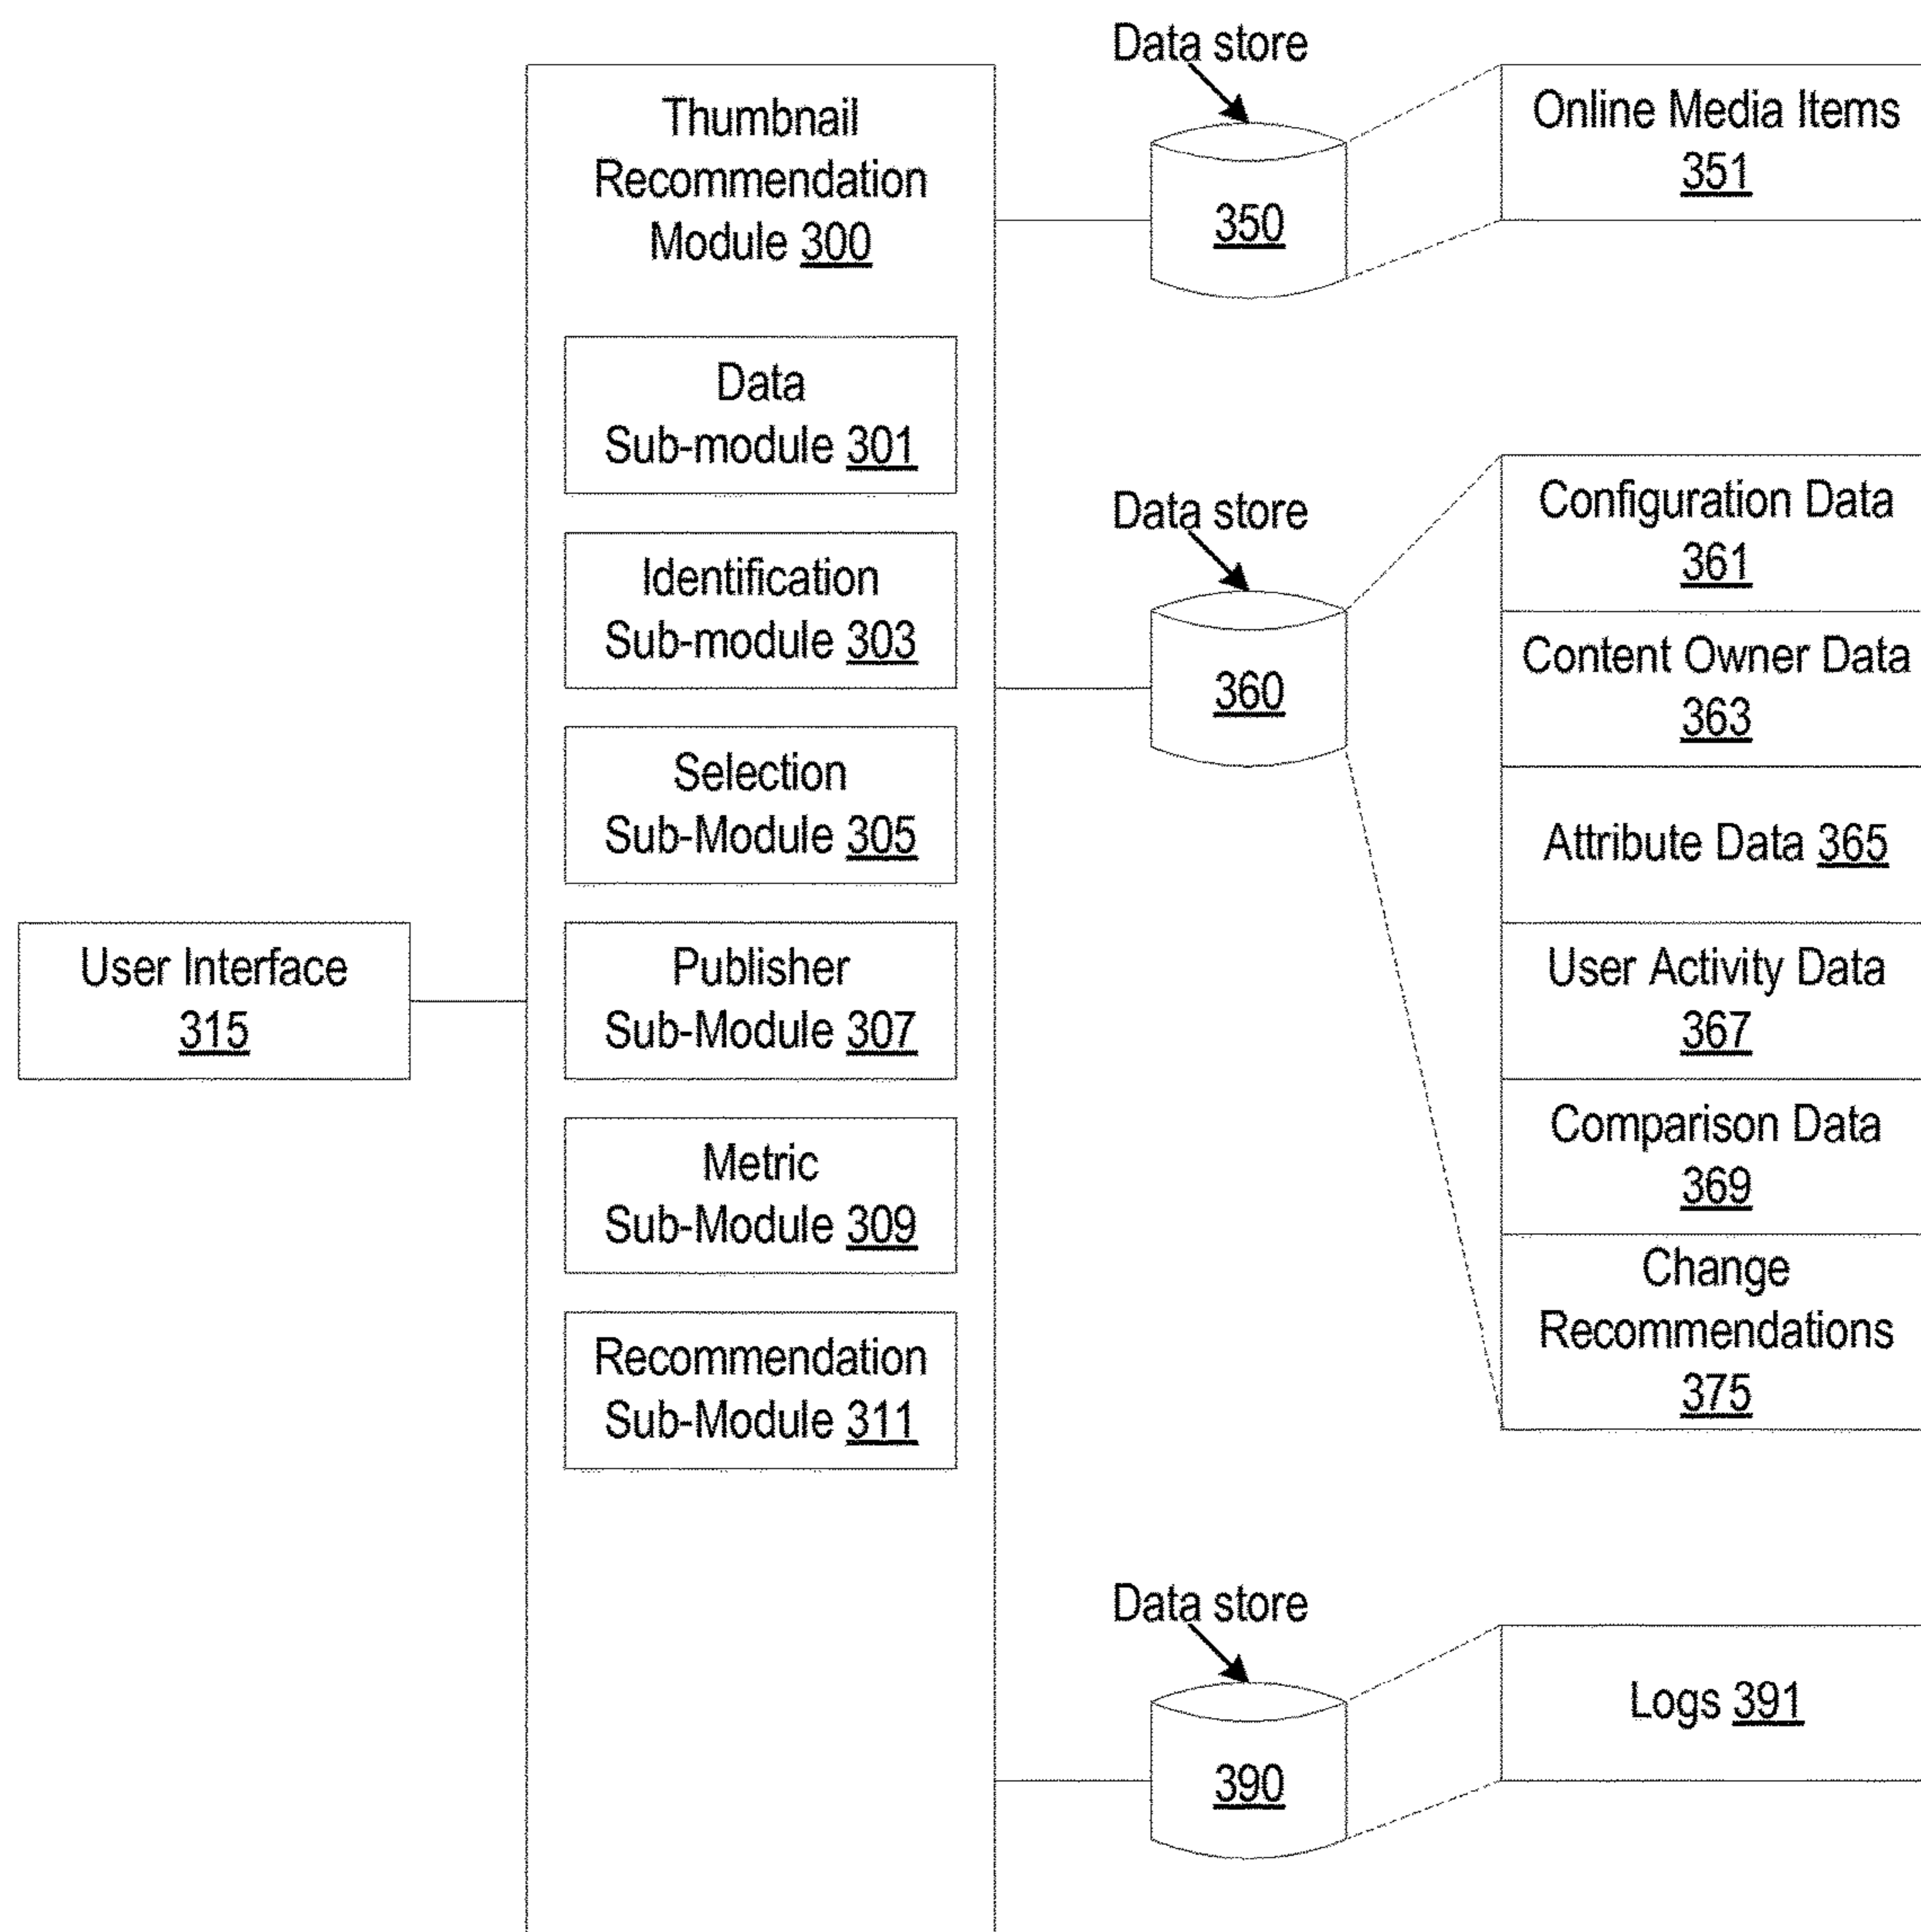 Data store
Thumbnail
Recommendation
Module 300
350
Online Media Items
351
Data
Sub-module 301
Identification
Sub-module 303
Selection
Sub-Module 305
Publisher
Sub-Module 307
Metric
Sub-Module 309
Recommendation
Sub-Module 311
User Interface
315
Data store
360
Configuration Data
361
Content Owner Data
363
Attribute Data 365
User Activity Data
367
Comparison Data
369
Change
Recommendations
375
Data store
390
Logs 391